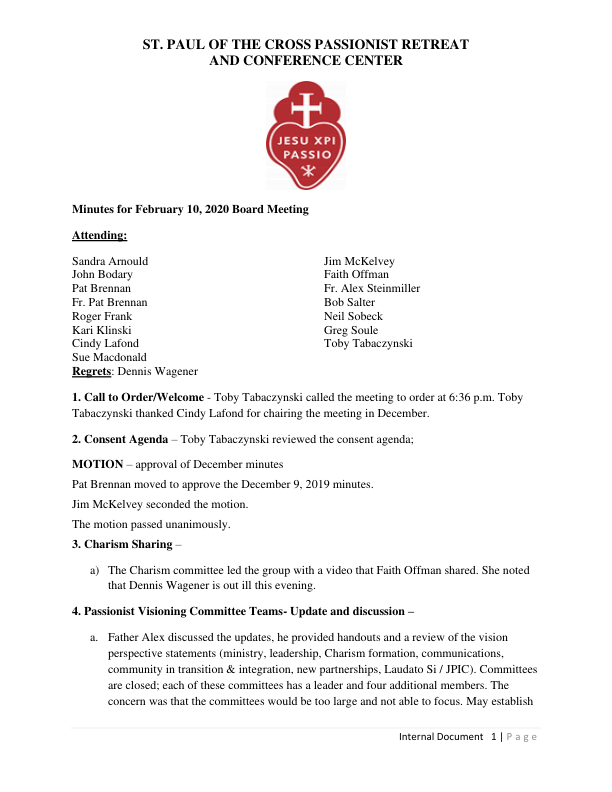 ST. PAUL OF THE CROSS PASSIONIST RETREAT
AND CONFERENCE CENTER
JESU XPI
PASSIO
Minutes for February 10, 2020 Board Meeting
Attending:
Sandra Arnould
John Bodary
Pat Brennan
Fr. Pat Brennan
Roger Frank
Kari Klinski
Cindy Lafond
Sue Macdonald
Jim McKelvey
Faith Offman
Fr. Alex Steinmiller
Bob Salter
Neil Sobeck
Greg Soule
Toby Tabaczynski
Regrets: Dennis Wagener
1. Call to Order/Welcome - Toby Tabaczynski called the meeting to order at 6:36 p.m. Toby
Tabaczynski thanked Cindy Lafond for chairing the meeting in December.
2. Consent Agenda – Toby Tabaczynski reviewed the consent agenda;
MOTION – approval of December minutes
Pat Brennan moved to approve the December 9, 2019 minutes.
Jim McKelvey seconded the motion.
The motion passed unanimously.
3. Charism Sharing –
a) The Charism committee led the group with a video that Faith Offman shared. She noted
that Dennis Wagener is out ill this evening.
4. Passionist Visioning Committee Teams- Update and discussion –
a. Father Alex discussed the updates, he provided handouts and a review of the vision
perspective statements (ministry, leadership, Charism formation, communications,
community in transition & integration, new partnerships, Laudato Si / JPIC). Committees
are closed; each of these committees has a leader and four additional members. The
concern was that the committees would be too large and not able to focus. May establish
Internal Document 1 | Page